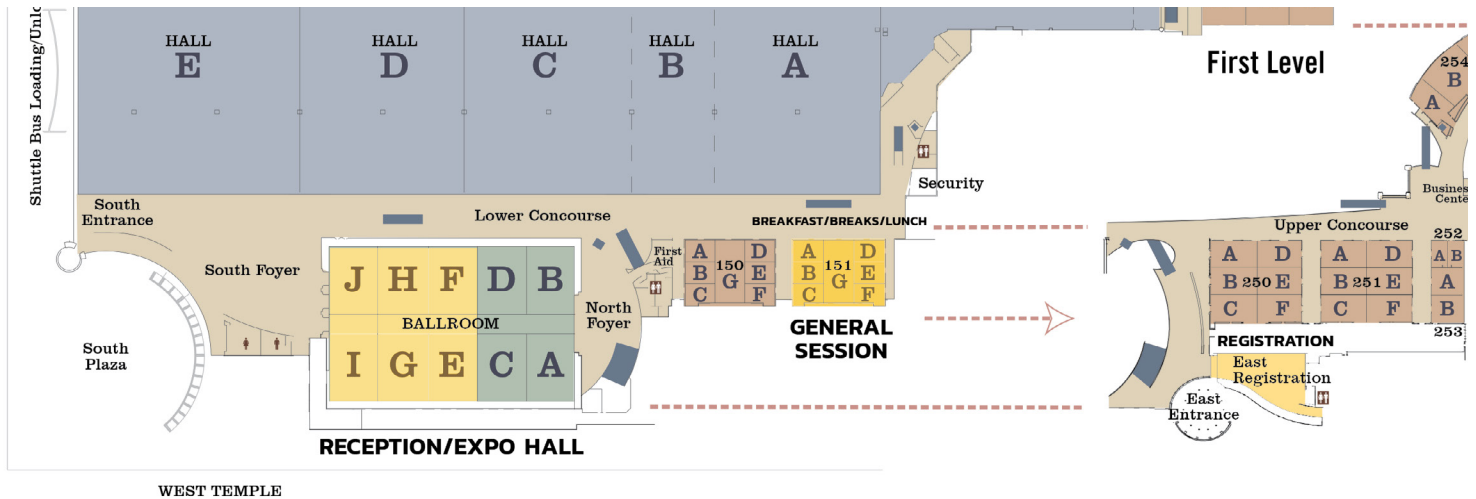 Shuttle Bus Loading/Unlo
HALL
E
HALL
D
HALL
C
HALL
B
HALL
A
First Level
254
B
A
Security
South
Entrance
Lower Concourse
BREAKFAST/BREAKS/LUNCH
South Foyer
J H F D B
BALLROOM
I G E C A
North
Foyer
First
Aid
A D
150
B G E
C F
A D
151
B G E
C F
GENERAL
SESSION
South
Plaza
RECEPTION/EXPO HALL
WEST TEMPLE
Business
Cente
Upper Concourse
252
A D
B 250 E
C F
A D
B 251 E
C F
A B
A
B
253
REGISTRATION
East
Registration
East
Entrance